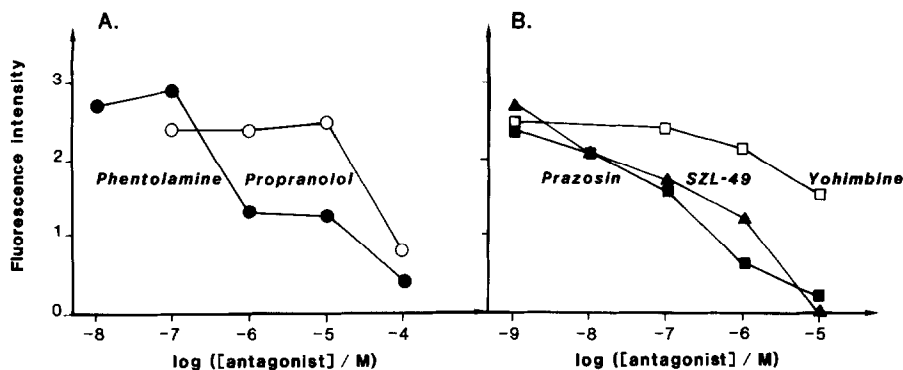 A.
Fluorescence intensity
3
2
1
0
Phentolamine
Propranolol
-8
-7
-6
-5
-4
log ([antagonist] / M)
B.
Prazosin
SZL-49
Yohimbine
-9
-8
-7
-6
-5
log ([antagonist] / M)